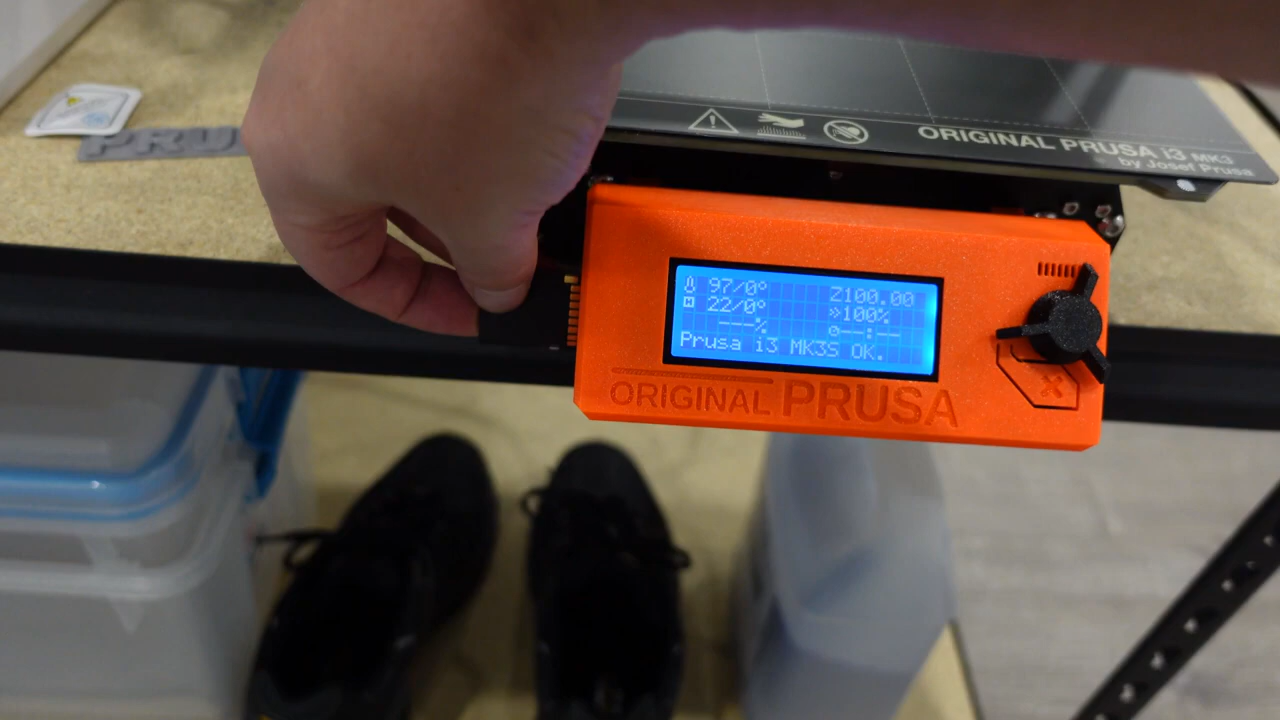 PRU
ORIGINAL PRUSA i3 MK3
by Josef Prusa
97/0° Z100.00
22/0° 100%
---% --:--
Prusa i3 MK3S OK.
ORIGINAL PRUSA